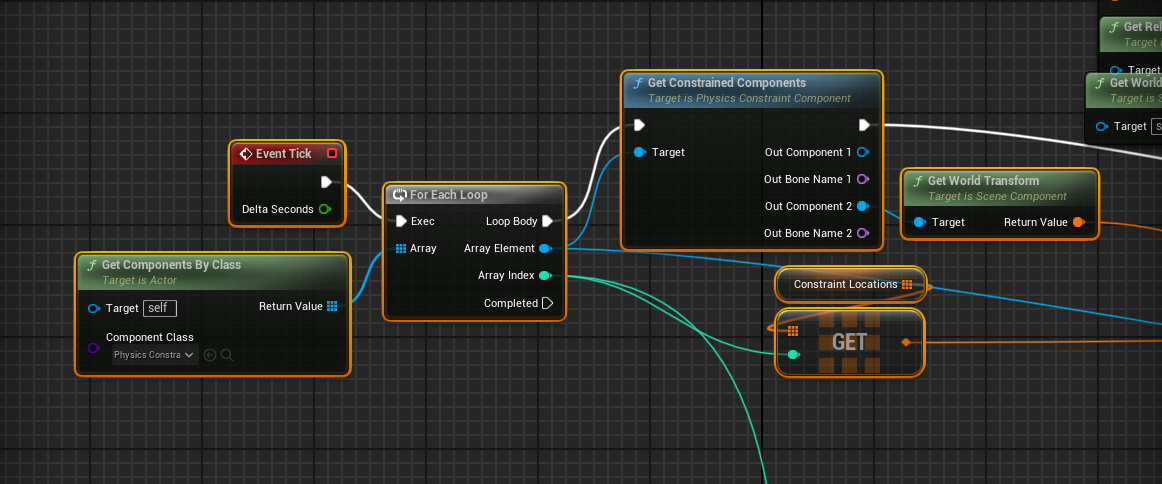 Get Rel
Target
Target
Get World
Target is S
Target
Get Constrained Components
Target is Physics Constraint Component
Target
Out Component 1
Out Bone Name 1
Out Component 2
Out Bone Name 2
Event Tick
Delta Seconds
For Each Loop
Exec
Loop Body
Array
Array Element
Array Index
Completed
Get World Transform
Target is Scene Component
Target
Return Value
Get Components By Class
Target is Actor
Target
self
Return Value
Component Class
Physics Constra
Constraint Locations
GET